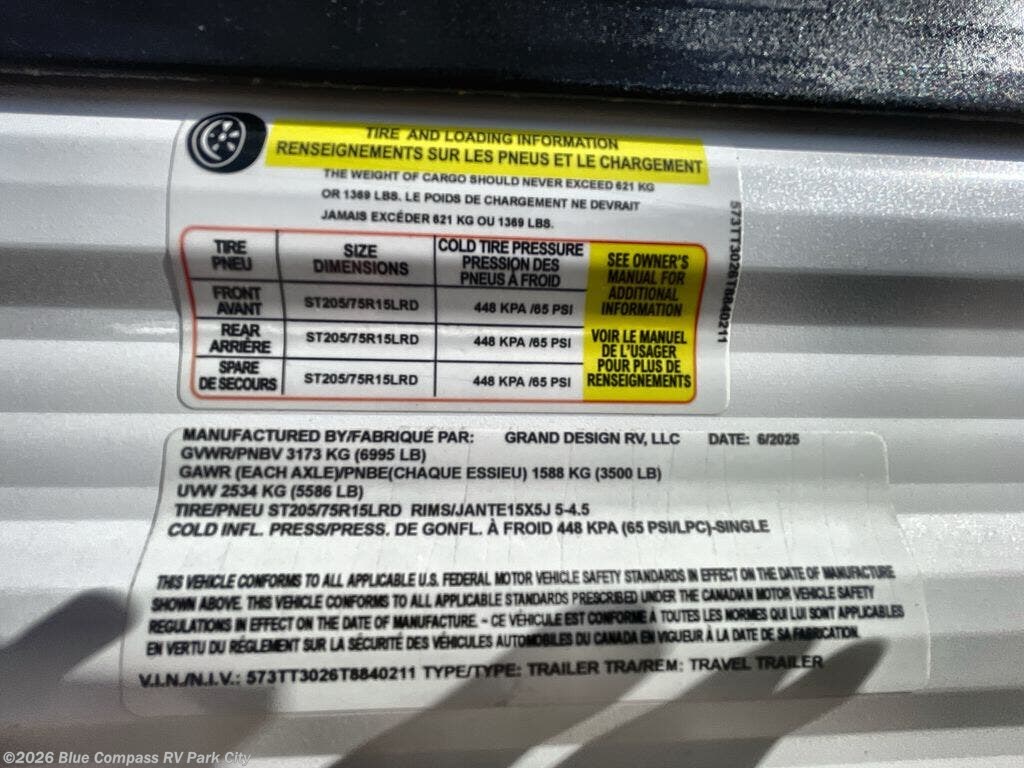 TIRE AND LOADING INFORMATION
RENSEIGNEMENTS SUR LES PNEUS ET LE CHARGEMENT
THE WEIGHT OF CARGO SHOULD NEVER EXCEED 621 KG
OR 1369 LBS. LE POIDS DE CHARGEMENT NE DEVRAIT
JAMAIS EXCÉDER 621 KG OU 1369 LBS.
TIRE
PNEU
SIZE
DIMENSIONS
COLD TIRE PRESSURE
PRESSION DES
PNEUS À FROID
SEE OWNER'S
MANUAL FOR
ADDITIONAL
INFORMATION
FRONT
AVANT
ST205/75R15LRD
448 KPA /65 PSI
REAR
ARRIÈRE
ST205/75R15LRD
448 KPA /65 PSI
VOIR LE MANUEL
DE L'USAGER
POUR PLUS DE
RENSEIGNEMENTS
SPARE
DE SECOURS
ST205/75R15LRD
448 KPA /65 PSI
573TT3026T8840211
MANUFACTURED BY/FABRIQUÉ PAR: GRAND DESIGN RV, LLC DATE: 6/2025
GVWR/PNBV 3173 KG (6995 LB)
GAWR (EACH AXLE)/PNBE(CHAQUE ESSIEU) 1588 KG (3500 LB)
UVW 2534 KG (5586 LB)
TIRE/PNEU ST205/75R15LRD RIMS/JANTE15X5J 5-4.5
COLD INFL. PRESS/PRESS. DE GONFL. À FROID 448 KPA (65 PSI/LPC)-SINGLE
THIS VEHICLE CONFORMS TO ALL APPLICABLE U.S. FEDERAL MOTOR VEHICLE SAFETY STANDARDS IN EFFECT ON THE DATE OF MANUFACTURE
SHOWN ABOVE. THIS VEHICLE CONFORMS TO ALL APPLICABLE STANDARDS PRESCRIBED UNDER THE CANADIAN MOTOR VEHICLE SAFETY
REGULATIONS IN EFFECT ON THE DATE OF MANUFACTURE. - CE VÉHICULE EST CONFORME À TOUTES LES NORMES QUI LUI SONT APPLICABLES
EN VERTU DU RÉGLEMENT SUR LA SÉCURITÉ DES VÉHICULES AUTOMOBILES DU CANADA EN VIGUEUR À LA DATE DE SA FABRICATION.
V.I.N./N.I.V.: 573TT3026T8840211 TYPE/TYPE: TRAILER TRA/REM: TRAVEL TRAILER
©2026 Blue Compass RV Park City